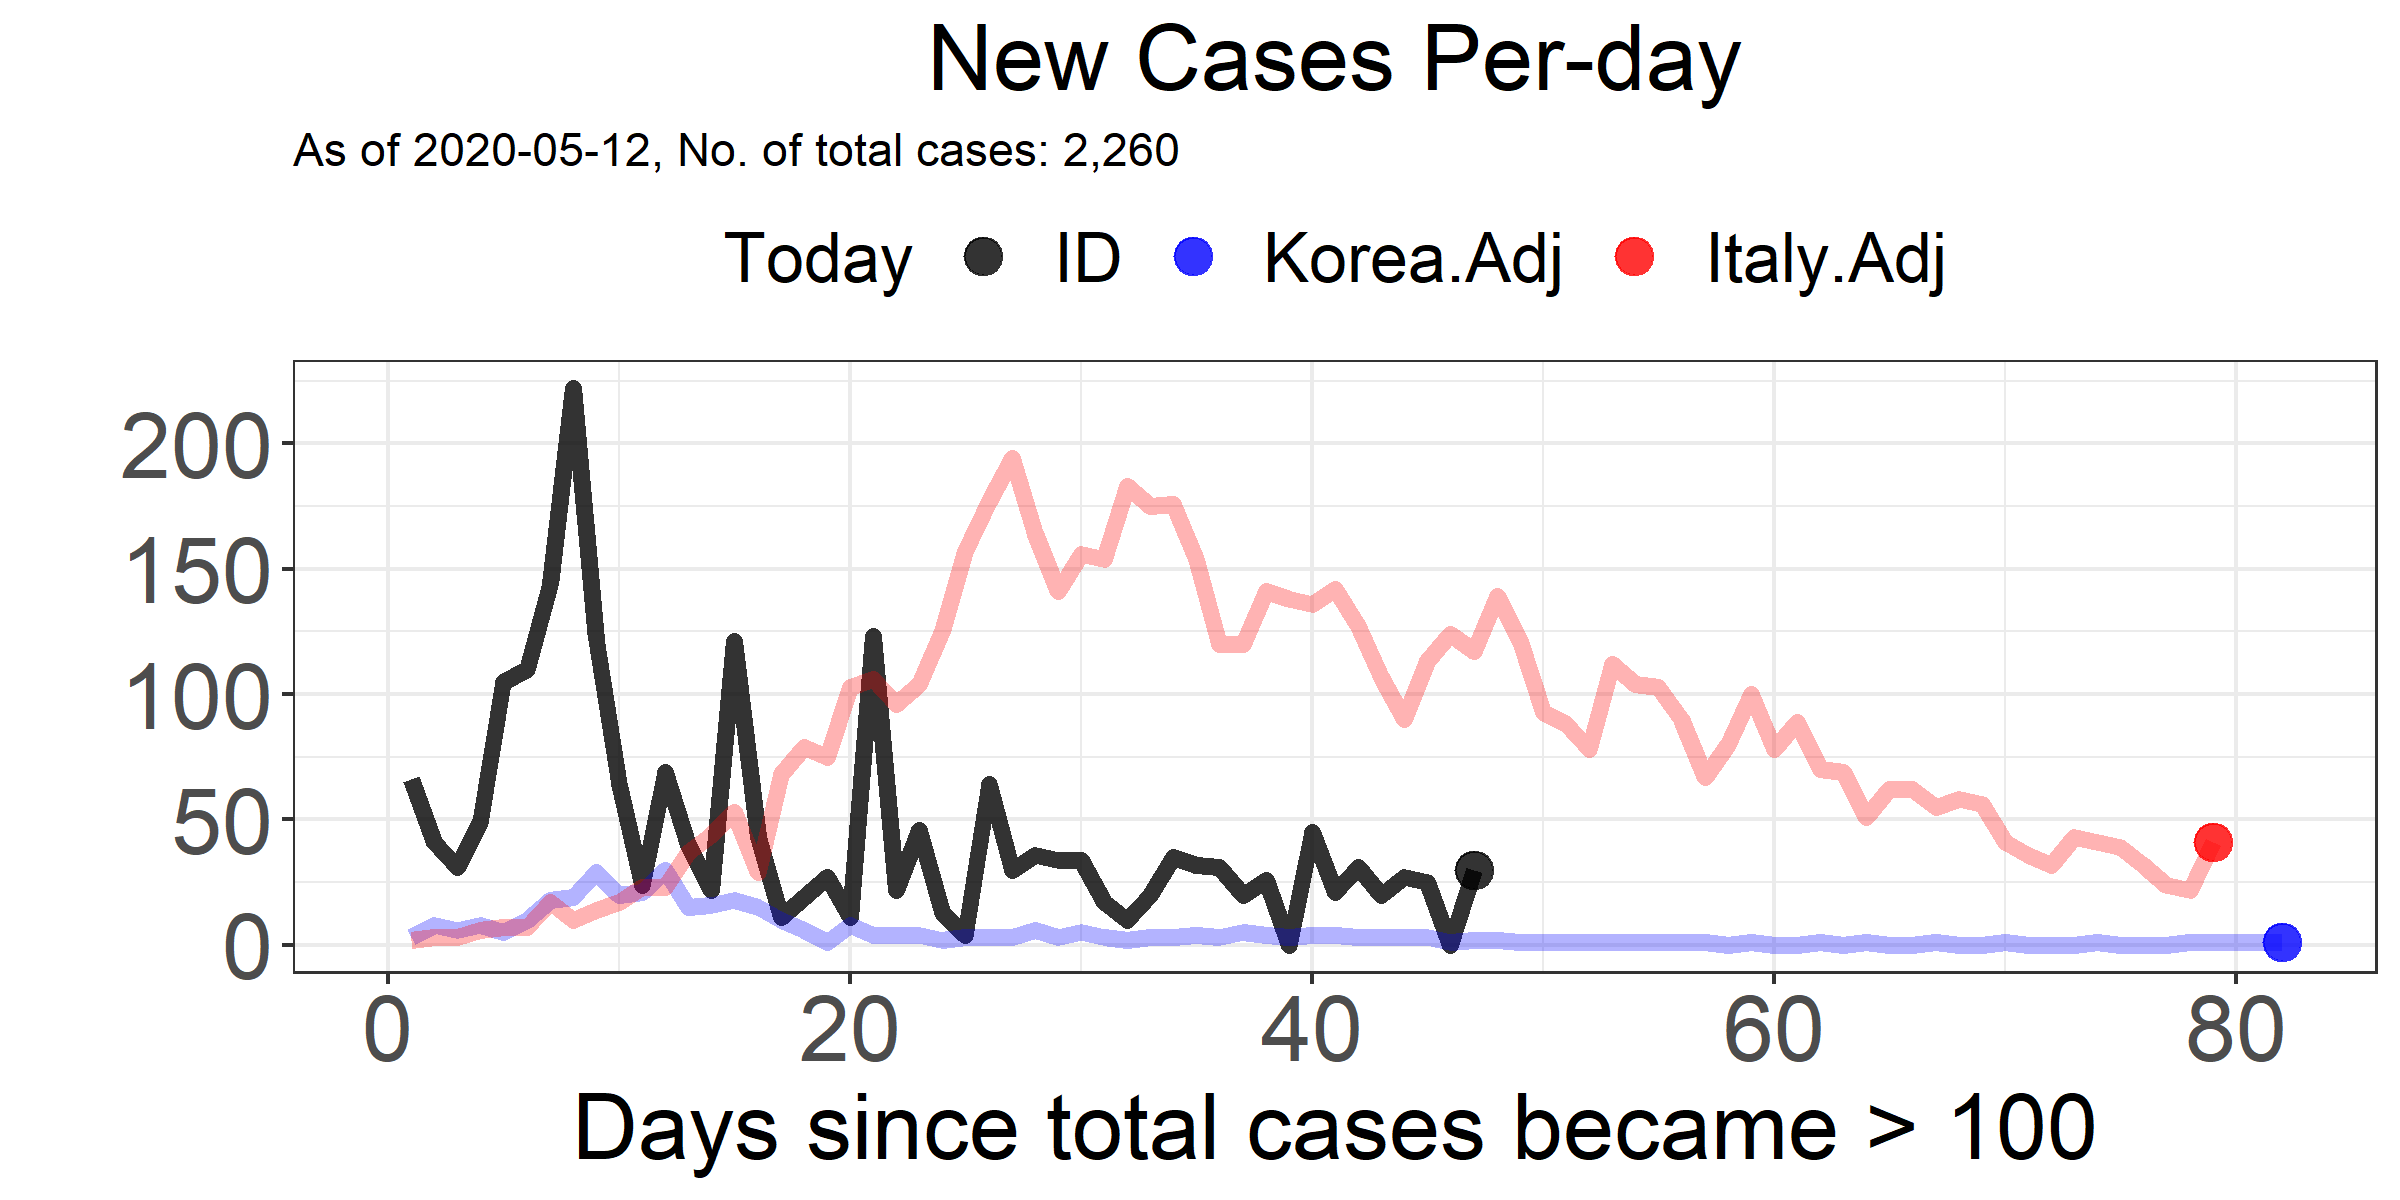 New Cases Per-day
As of 2020-05-12, No. of total cases: 2,260
Today ID Korea.Adj Italy.Adj
200
150
100
50
0
0 20 40 60 80
Days since total cases became > 100